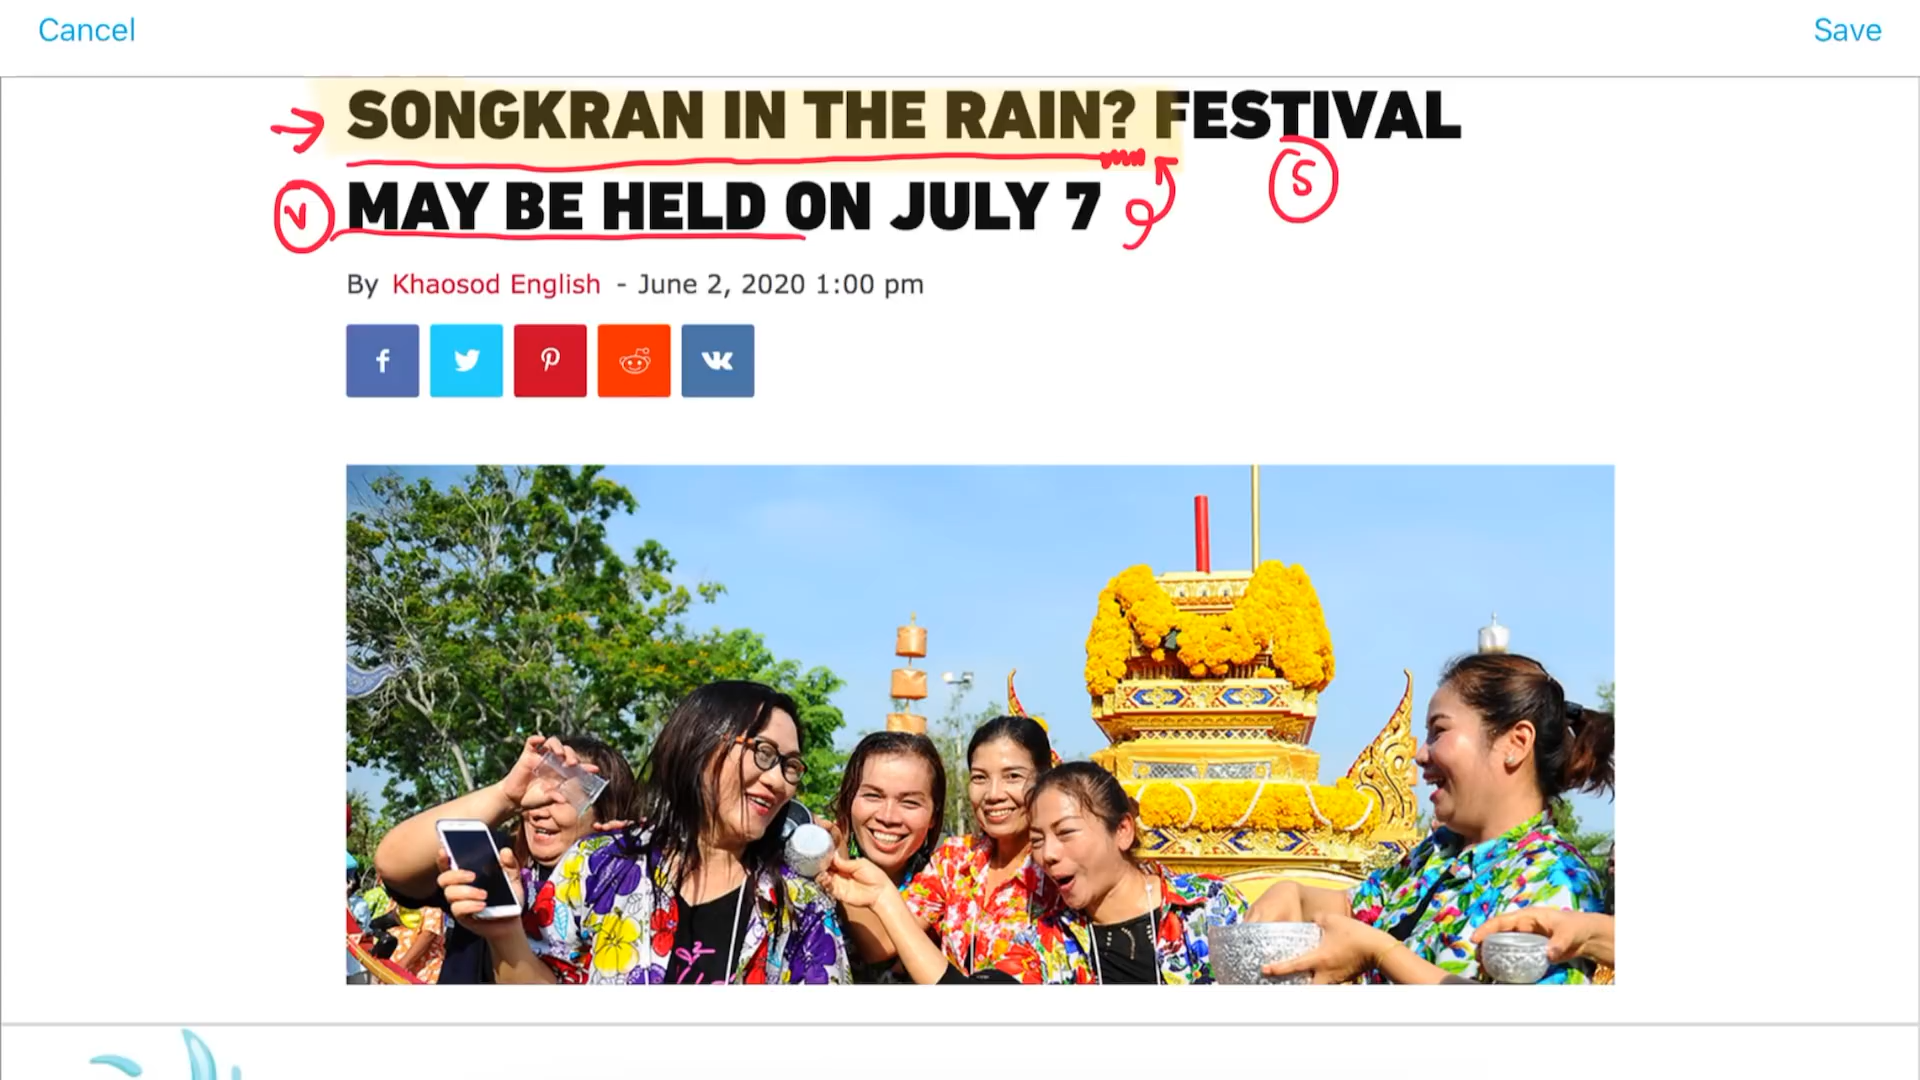 Cancel
Save
SONGKRAN IN THE RAIN? FESTIVAL
S
V
MAY BE HELD ON JULY 7
By Khaosod English - June 2, 2020 1:00 pm